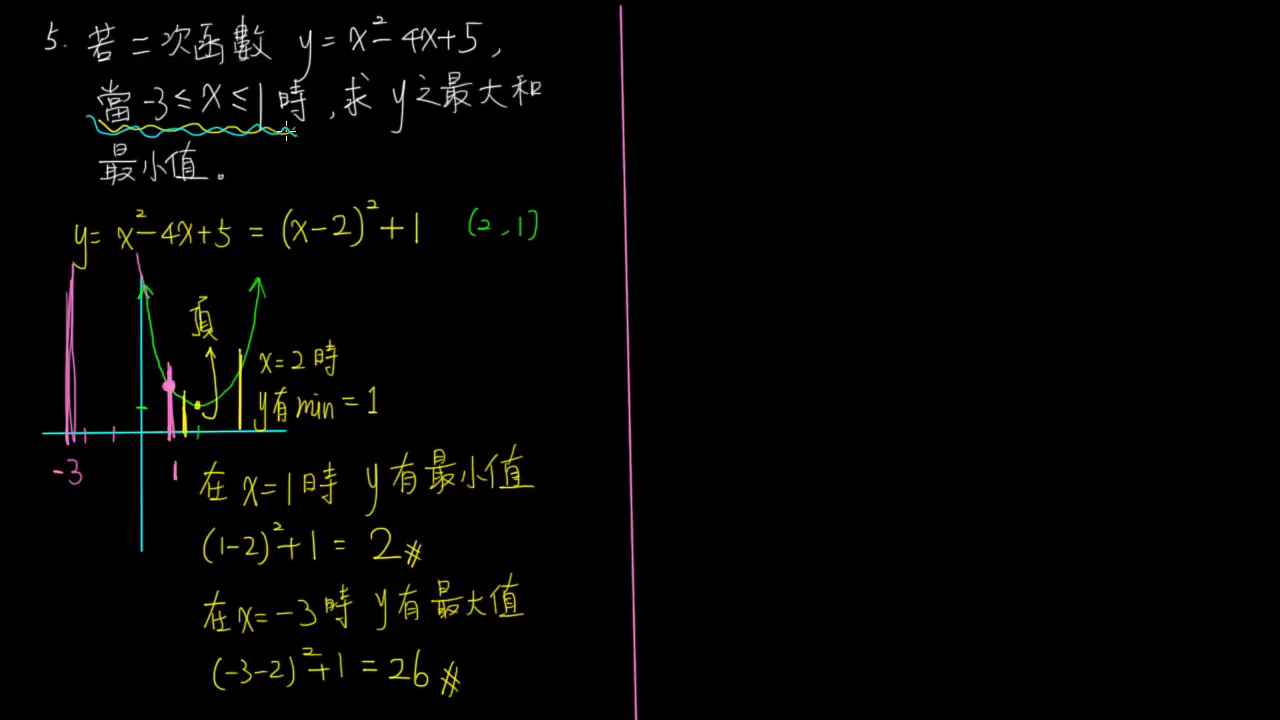 5. 若二次函數 y = x² - 4x + 5,
當 -3 ≤ x ≤ 1 時, 求 y 之最大和
最小值。
y = x² - 4x + 5 = (x - 2)² + 1 (2, 1)
頂
x = 2 時
y有 min = 1
-3 1
在 x = 1 時 y 有最小值
(1-2)² + 1 = 2 #
在 x = -3 時 y 有最大值
(-3-2)² + 1 = 26 #